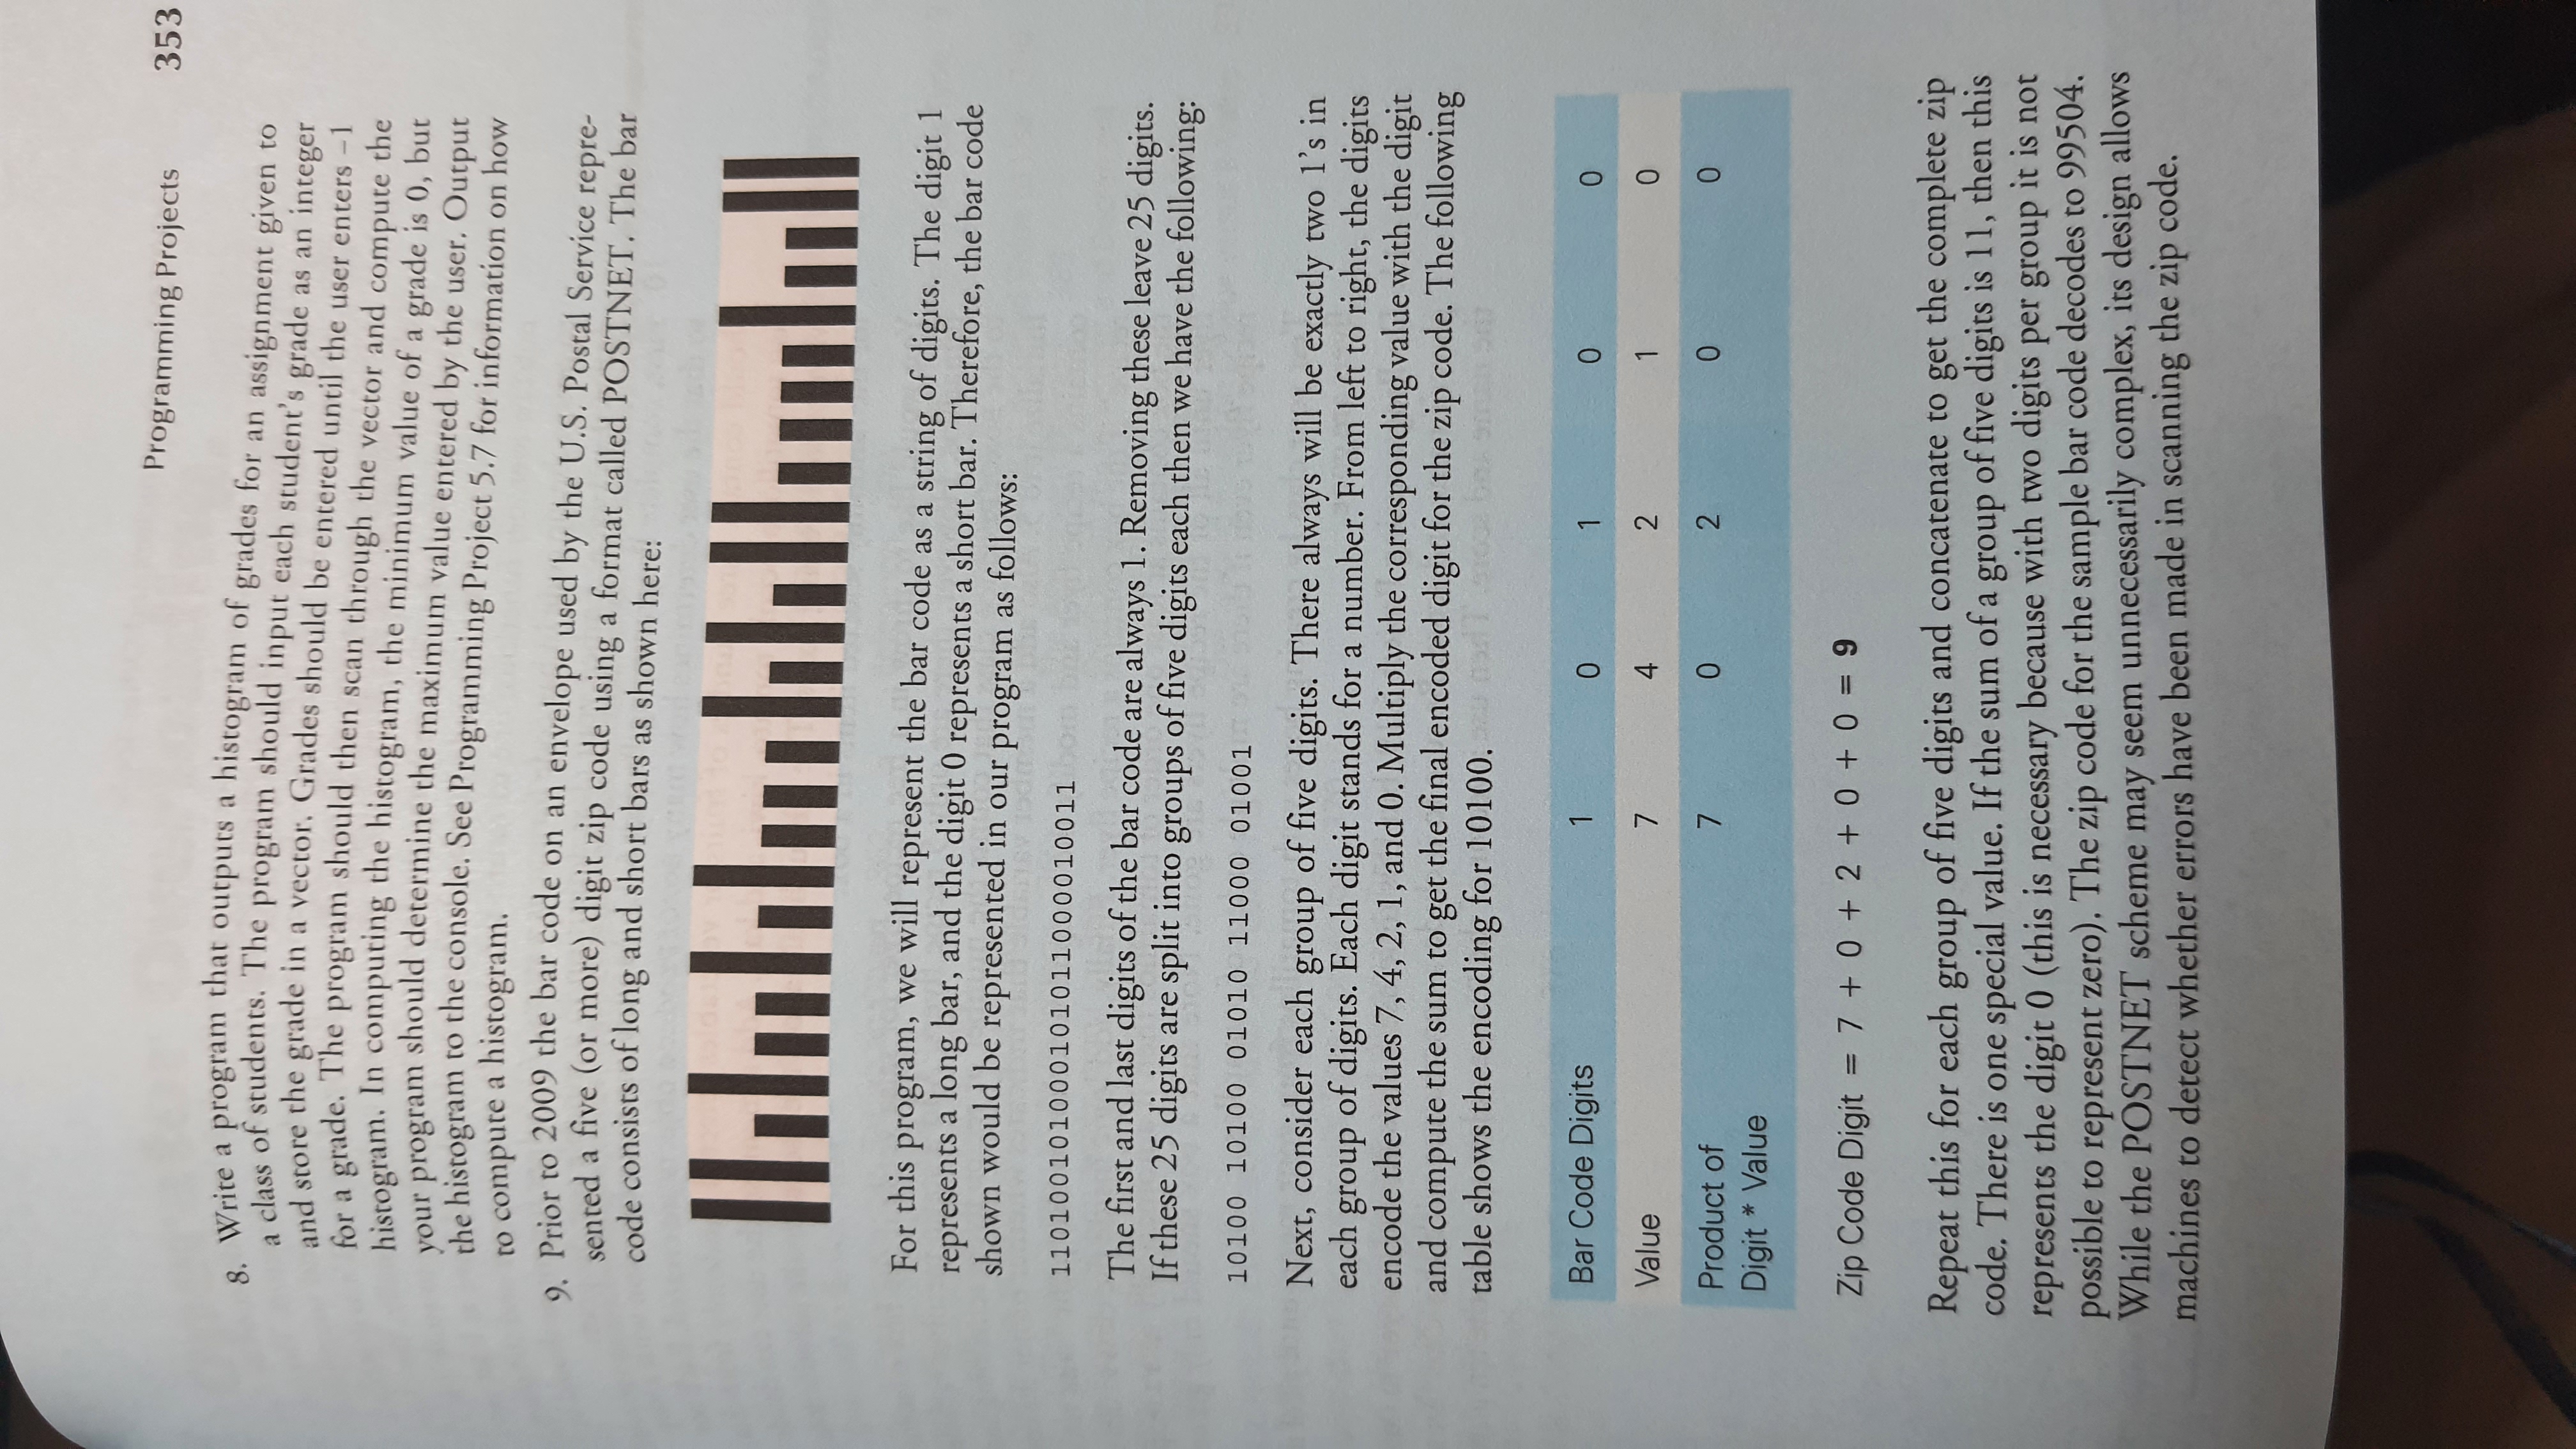 Programming Projects 353
8. Write a program that outputs a histogram of grades for an assignment given to
a class of students. The program should input each student's grade as an integer
and store the grade in a vector. Grades should be entered until the user enters –1
for a grade. The program should then scan through the vector and compute the
histogram. In computing the histogram, the minimum value of a grade is 0, but
your program should determine the maximum value entered by the user. Output
the histogram to the console. See Programming Project 5.7 for information on how
to compute a histogram.
9. Prior to 2009 the bar code on an envelope used by the U.S. Postal Service repre-
sented a five (or more) digit zip code using a format called POSTNET. The bar
code consists of long and short bars as shown here:
For this program, we will represent the bar code as a string of digits. The digit 1
represents a long bar, and the digit 0 represents a short bar. Therefore, the bar code
shown would be represented in our program as follows:
110100101000101011000010011
The first and last digits of the bar code are always 1. Removing these leave 25 digits.
If these 25 digits are split into groups of five digits each then we have the following:
10100 10100 01010 11000 01001
Next, consider each group of five digits. There always will be exactly two 1's in
each group of digits. Each digit stands for a number. From left to right, the digits
encode the values 7, 4, 2, 1, and 0. Multiply the corresponding value with the digit
and compute the sum to get the final encoded digit for the zip code. The following
table shows the encoding for 10100.
Bar Code Digits 1 0 1 0 0
Value 7 4 2 1 0
Product of 7 0 2 0 0
Digit * Value
Zip Code Digit = 7 + 0 + 2 + 0 + 0 = 9
Repeat this for each group of five digits and concatenate to get the complete zip
code. There is one special value. If the sum of a group of five digits is 11, then this
represents the digit 0 (this is necessary because with two digits per group it is not
possible to represent zero). The zip code for the sample bar code decodes to 99504.
While the POSTNET scheme may seem unnecessarily complex, its design allows
machines to detect whether errors have been made in scanning the zip code.